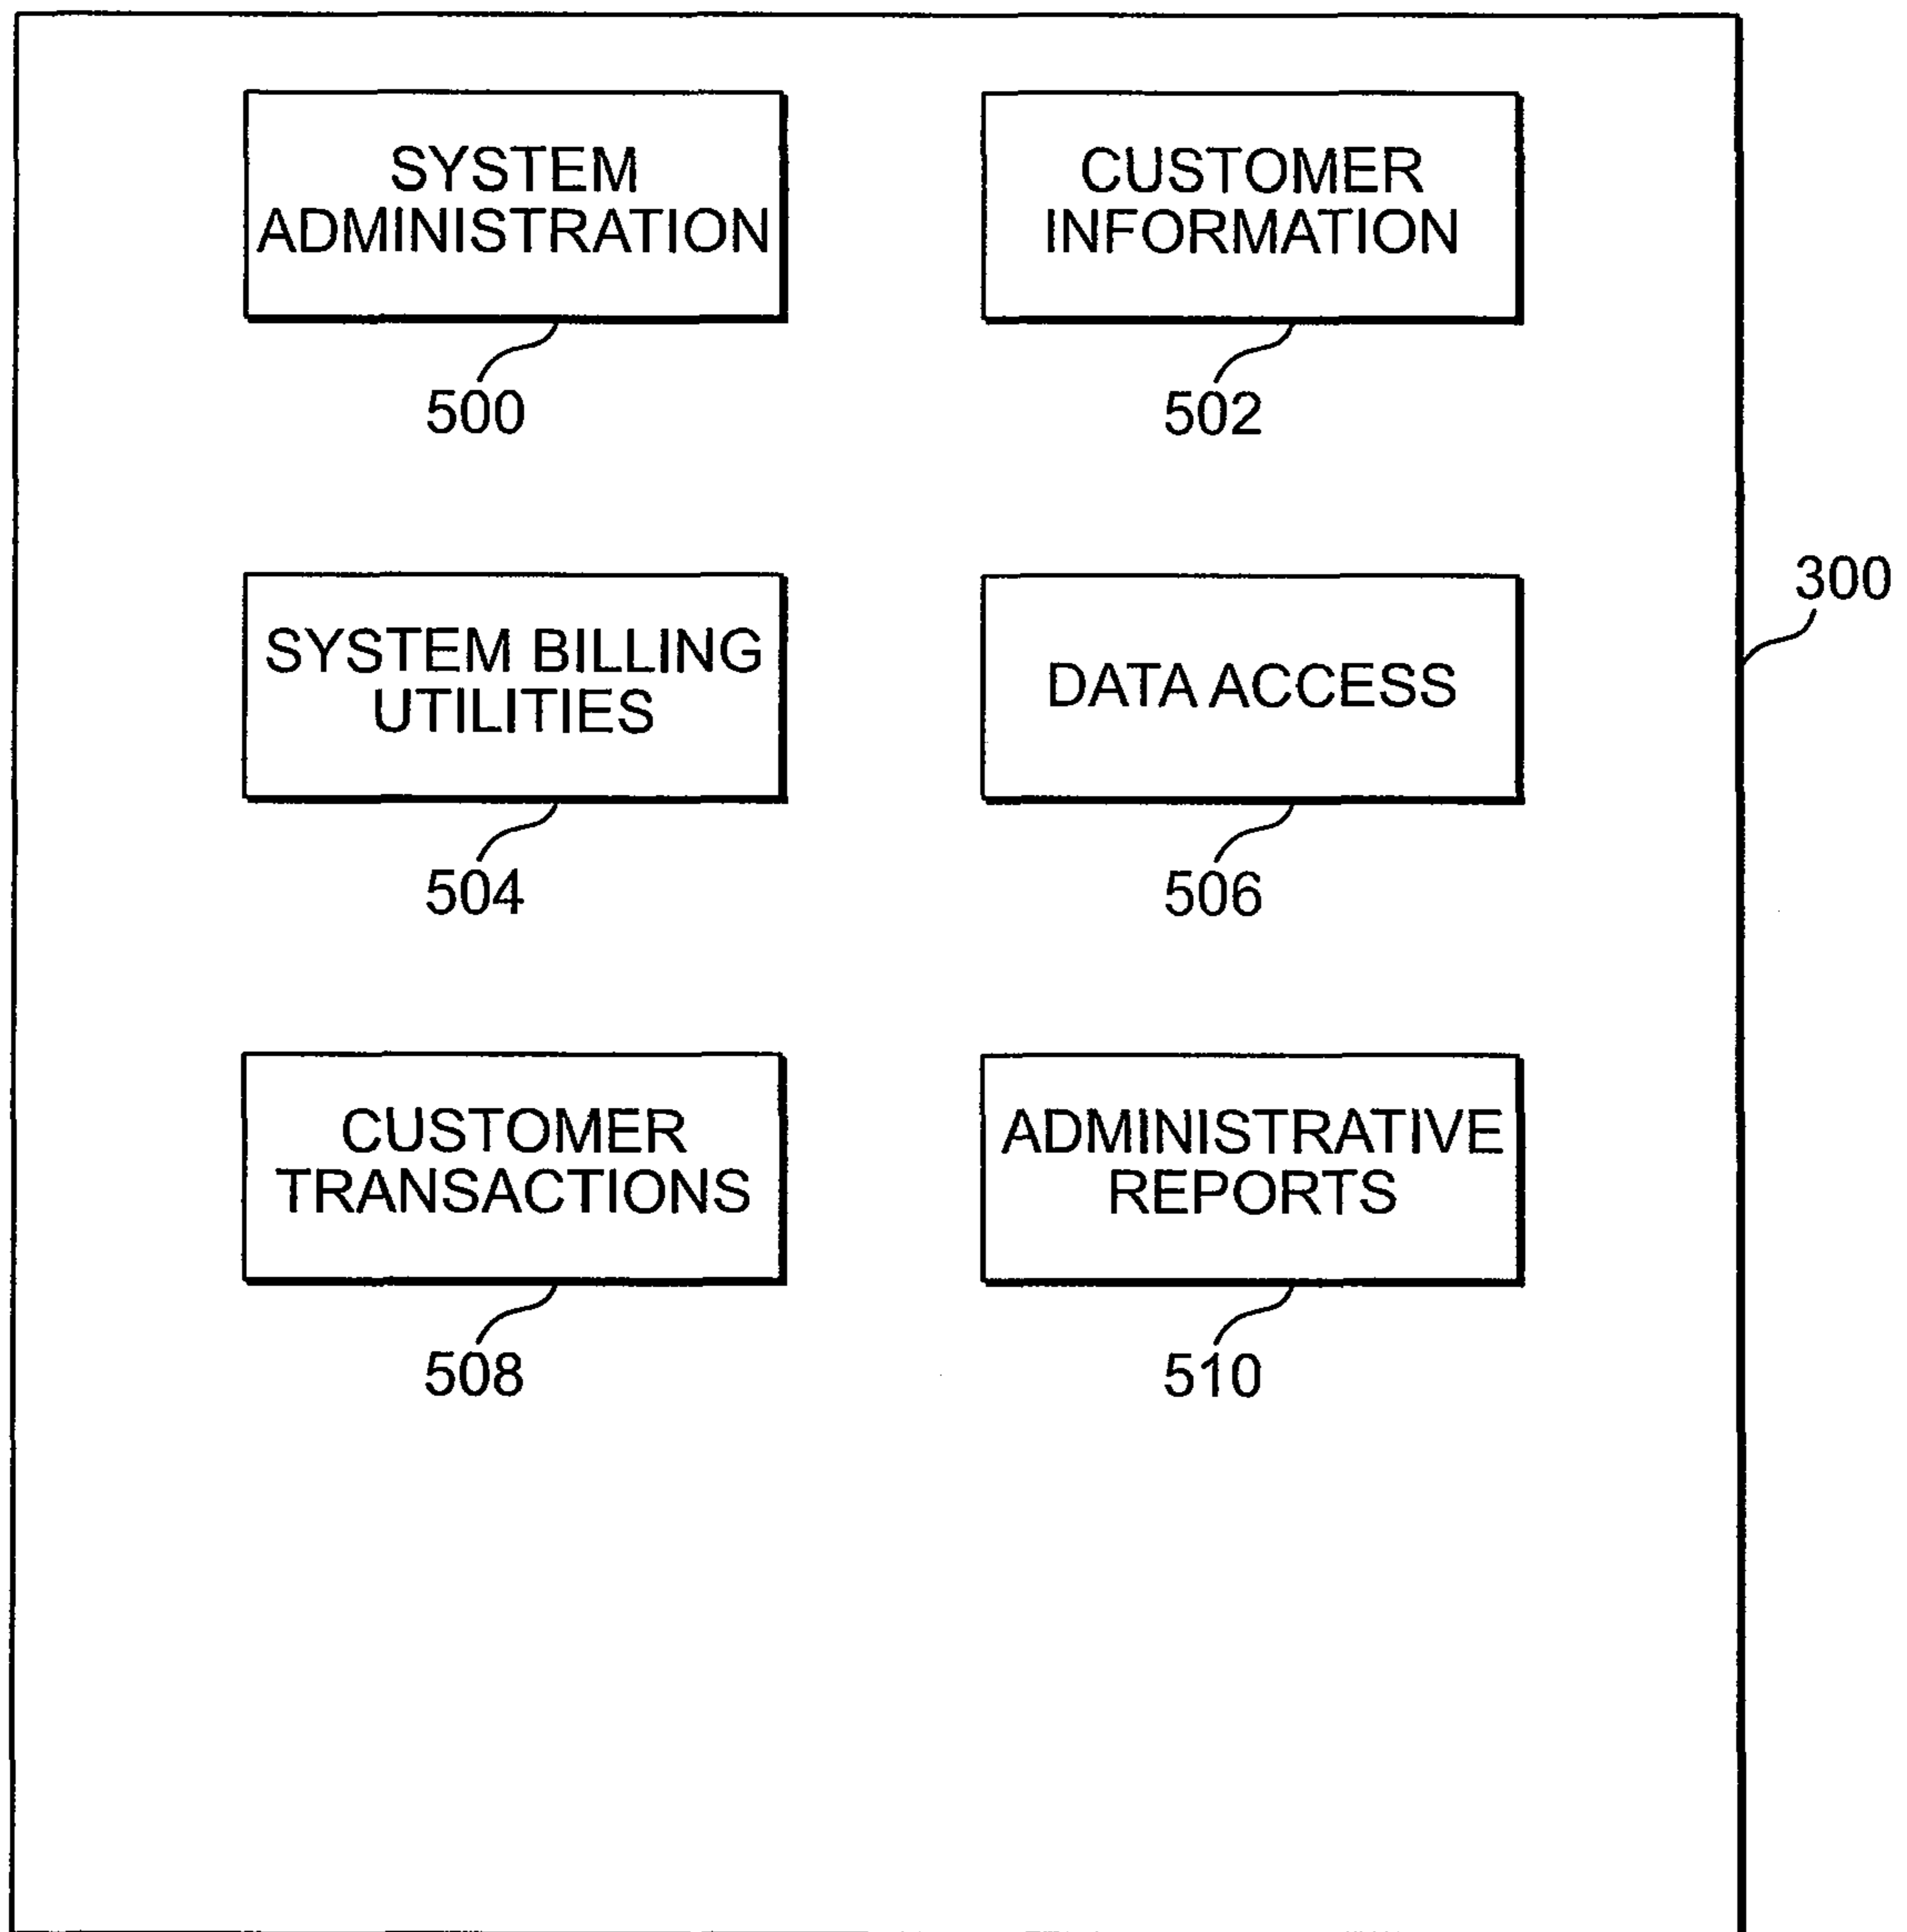 SYSTEM
ADMINISTRATION
500
CUSTOMER
INFORMATION
502
300
SYSTEM BILLING
UTILITIES
504
DATA ACCESS
506
CUSTOMER
TRANSACTIONS
508
ADMINISTRATIVE
REPORTS
510